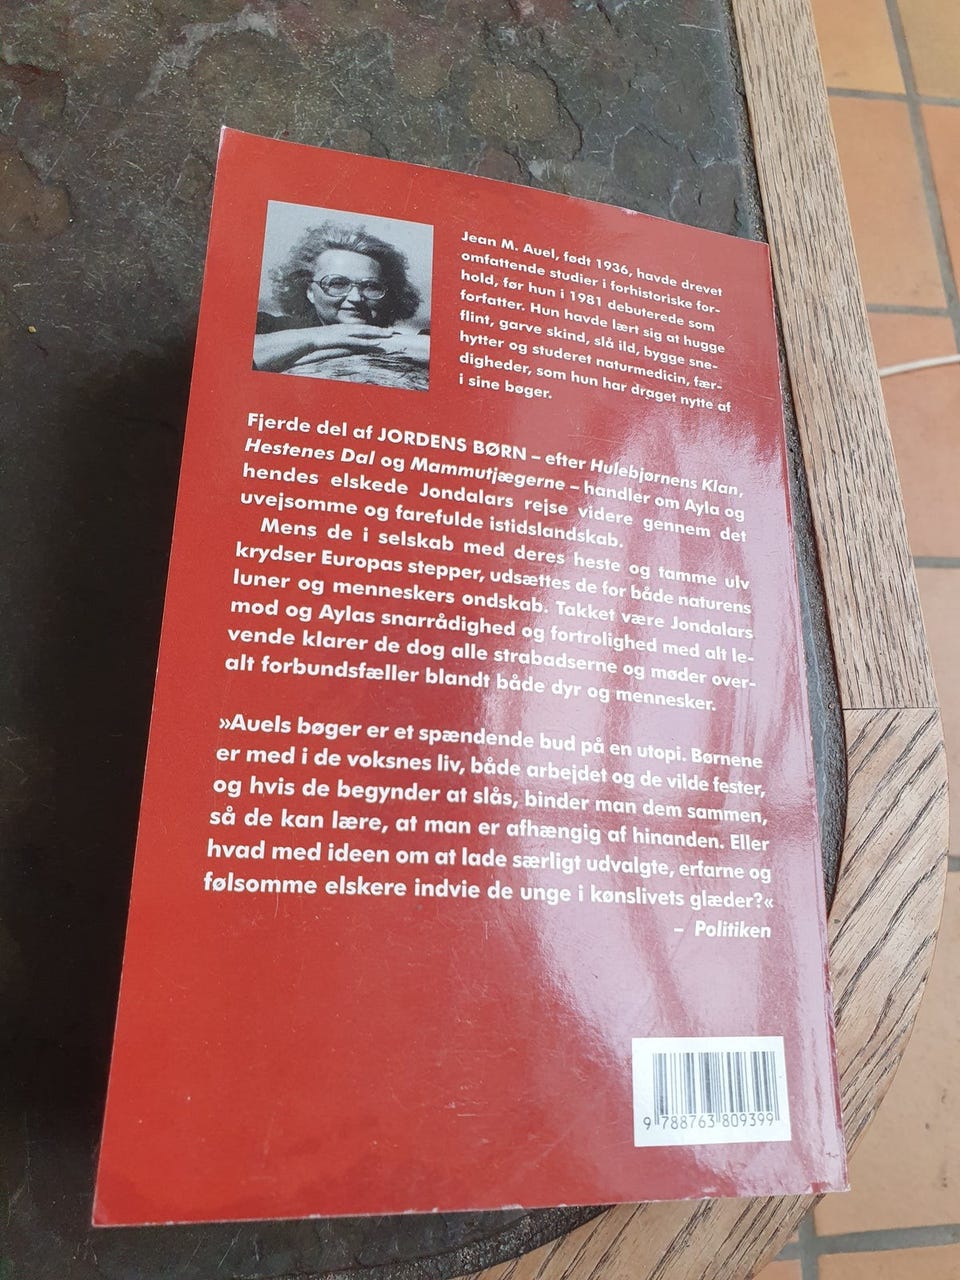 Jean M. Auel, født 1936, havde drevet
omfattende studier i forhistoriske for-
hold, før hun i 1981 debuterede som
forfatter. Hun havde lært sig at hugge
flint, garve skind, slå ild, bygge sne-
hytter og studeret naturmedicin, fær-
digheder, som hun har draget nytte af
i sine bøger.
Fjerde del af JORDENS BØRN – efter Hulebjørnens Klan,
Hestenes Dal og Mammutjægerne – handler om Ayla og
hendes elskede Jondalars rejse videre gennem det
uvejsomme og farefulde istidslandskab.
Mens de i selskab med deres heste og tamme ulv
krydser Europas stepper, udsættes de for både naturens
luner og menneskers ondskab. Takket være Jondalars
mod og Aylas snarrådighed og fortrolighed med alt le-
vende klarer de dog alle strabadserne og møder over-
alt forbundsfæller blandt både dyr og mennesker.
»Auels bøger er et spændende bud på en utopi. Børnene
er med i de voksnes liv, både arbejdet og de vilde fester,
og hvis de begynder at slås, binder man dem sammen,
så de kan lære, at man er afhængig af hinanden. Eller
hvad med ideen om at lade særligt udvalgte, erfarne og
følsomme elskere indvie de unge i kønslivets glæder?«
– Politiken
9 788763 809399